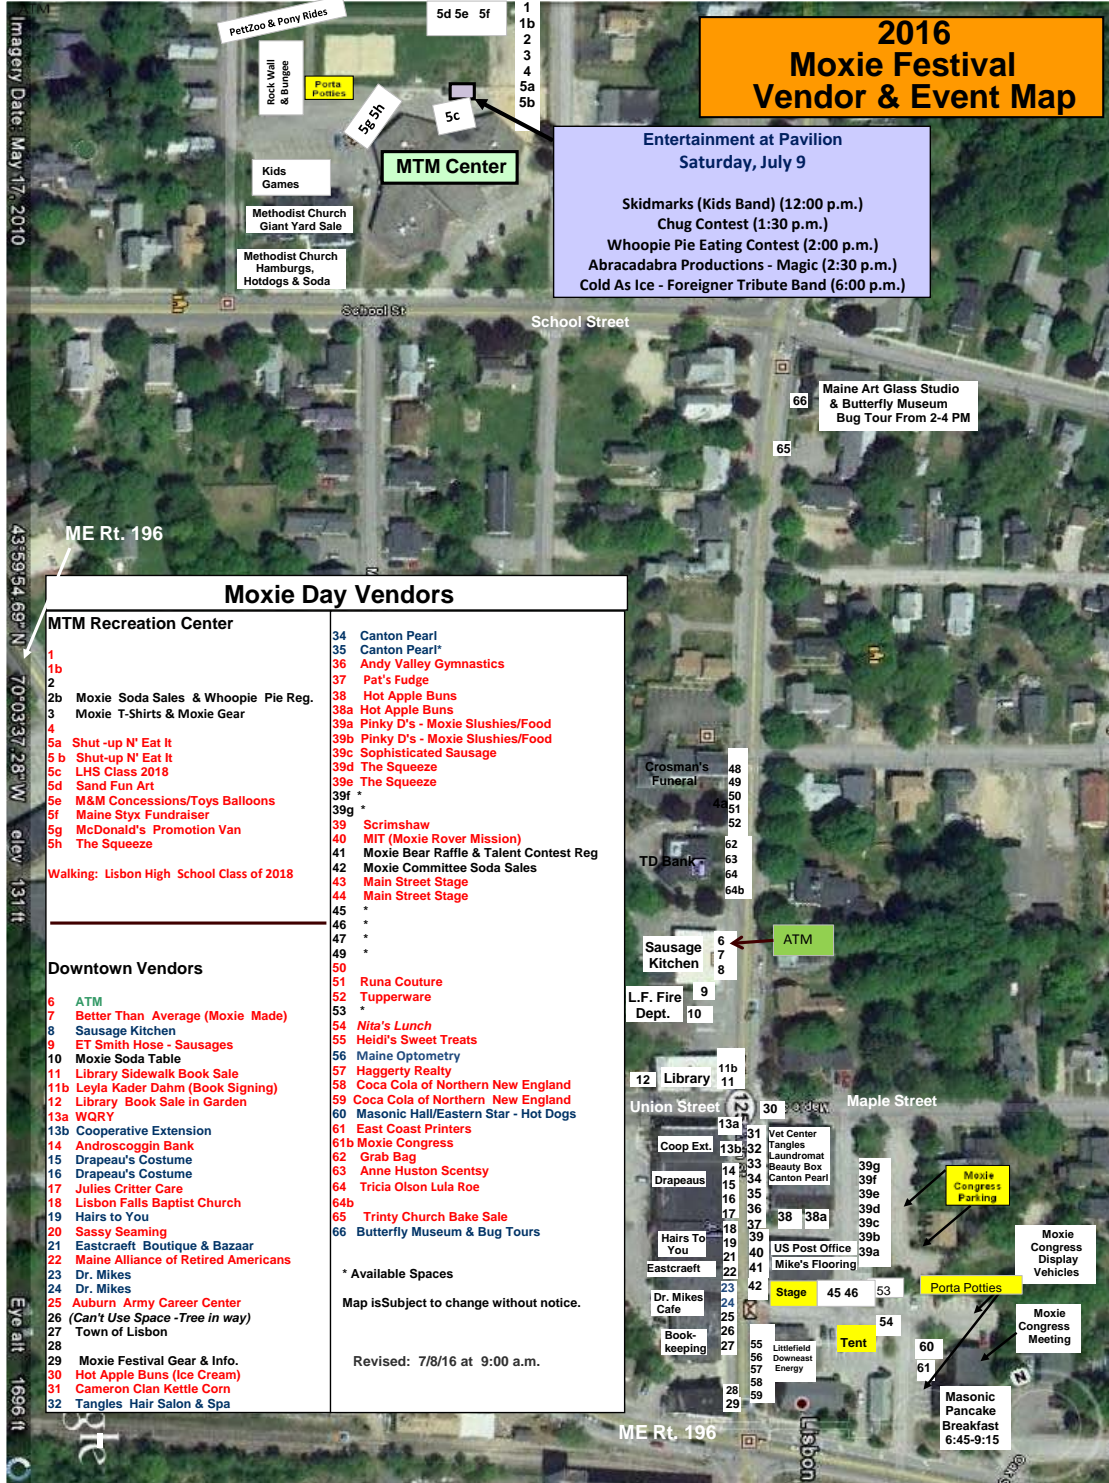 2016
Moxie Festival
Vendor & Event Map
ATM
PettZoo & Pony Rides
5d 5e 5f
1
1b
2
3
4
5a
5b
Rock Wall
& Bungee
Porta
Potties
5g 5h
5c
MTM Center
Entertainment at Pavilion
Saturday, July 9
Skidmarks (Kids Band) (12:00 p.m.)
Chug Contest (1:30 p.m.)
Whoopie Pie Eating Contest (2:00 p.m.)
Abracadabra Productions - Magic (2:30 p.m.)
Cold As Ice - Foreigner Tribute Band (6:00 p.m.)
Kids
Games
Methodist Church
Giant Yard Sale
Methodist Church
Hamburgs,
Hotdogs & Soda
School St
School Street
66
Maine Art Glass Studio
& Butterfly Museum
Bug Tour From 2-4 PM
65
Imagery Date: May 17, 2010
43°59'54.69" N 70°03'37.28" W elev 131 ft
Eye alt 1696 ft
ME Rt. 196
Moxie Day Vendors
MTM Recreation Center
1
1b
2
2b Moxie Soda Sales & Whoopie Pie Reg.
3 Moxie T-Shirts & Moxie Gear
4
5a Shut -up N' Eat It
5 b Shut-up N' Eat It
5c LHS Class 2018
5d Sand Fun Art
5e M&M Concessions/Toys Balloons
5f Maine Styx Fundraiser
5g McDonald's Promotion Van
5h The Squeeze
Walking: Lisbon High School Class of 2018
Downtown Vendors
6 ATM
7 Better Than Average (Moxie Made)
8 Sausage Kitchen
9 ET Smith Hose - Sausages
10 Moxie Soda Table
11 Library Sidewalk Book Sale
11b Leyla Kader Dahm (Book Signing)
12 Library Book Sale in Garden
13a WQRY
13b Cooperative Extension
14 Androscoggin Bank
15 Drapeau's Costume
16 Drapeau's Costume
17 Julies Critter Care
18 Lisbon Falls Baptist Church
19 Hairs to You
20 Sassy Seaming
21 Eastcraeft Boutique & Bazaar
22 Maine Alliance of Retired Americans
23 Dr. Mikes
24 Dr. Mikes
25 Auburn Army Career Center
26 (Can't Use Space -Tree in way)
27 Town of Lisbon
28
29 Moxie Festival Gear & Info.
30 Hot Apple Buns (Ice Cream)
31 Cameron Clan Kettle Corn
32 Tangles Hair Salon & Spa
34 Canton Pearl
35 Canton Pearl*
36 Andy Valley Gymnastics
37 Pat's Fudge
38 Hot Apple Buns
38a Hot Apple Buns
39a Pinky D's - Moxie Slushies/Food
39b Pinky D's - Moxie Slushies/Food
39c Sophisticated Sausage
39d The Squeeze
39e The Squeeze
39f *
39g *
39 Scrimshaw
40 MIT (Moxie Rover Mission)
41 Moxie Bear Raffle & Talent Contest Reg
42 Moxie Committee Soda Sales
43 Main Street Stage
44 Main Street Stage
45 *
46 *
47 *
49 *
50
51 Runa Couture
52 Tupperware
53 *
54 Nita's Lunch
55 Heidi's Sweet Treats
56 Maine Optometry
57 Haggerty Realty
58 Coca Cola of Northern New England
59 Coca Cola of Northern New England
60 Masonic Hall/Eastern Star - Hot Dogs
61 East Coast Printers
61b Moxie Congress
62 Grab Bag
63 Anne Huston Scentsy
64 Tricia Olson Lula Roe
64b
65 Trinty Church Bake Sale
66 Butterfly Museum & Bug Tours
* Available Spaces
Map isSubject to change without notice.
Revised: 7/8/16 at 9:00 a.m.
Crosman's
Funeral
4a
48
49
50
51
52
TD Bank
62
63
64
64b
Sausage
Kitchen
6
7
8
ATM
L.F. Fire
Dept.
9
10
12
Library
11b
11
Union Street
125
30
Maple S
Maple Street
13a
Coop Ext.
13b
Drapeaus
14
15
16
17
18
19
21
22
23
24
25
26
27
Hairs To
You
Eastcraeft
Dr. Mikes
Cafe
Book-
keeping
28
29
31
32
33
34
35
36
37
39
40
41
42
Vet Center
Tangles
Laundromat
Beauty Box
Canton Pearl
38
38a
US Post Office
Mike's Flooring
39g
39f
39e
39d
39c
39b
39a
Moxie
Congress
Parking
Moxie
Congress
Display
Vehicles
Stage
45 46
53
Porta Potties
54
Tent
55
56
57
58
59
Littlefield
Downeast
Energy
60
61
Moxie
Congress
Meeting
Masonic
Pancake
Breakfast
6:45-9:15
N
ME Rt. 196
Lisbon
gle